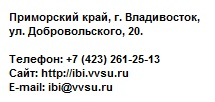 Приморский край, г. Владивосток,
ул. Добровольского, 20.
Телефон: +7 (423) 261-25-13
Сайт: http://ibi.vvsu.ru
E-mail: ibi@vvsu.ru